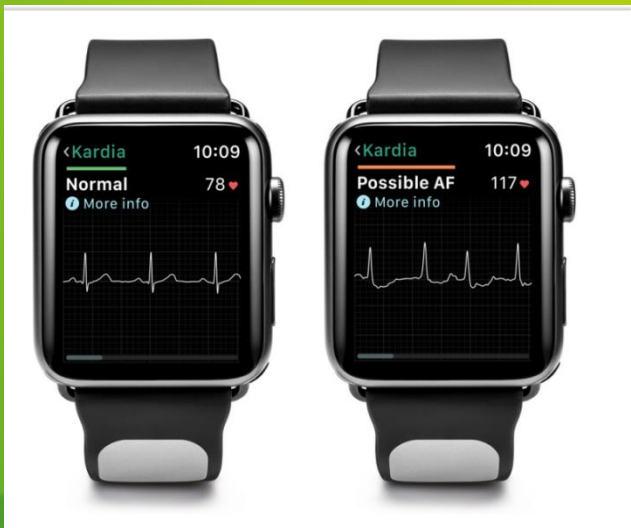 <Kardia 10:09
Normal 78
i More info
<Kardia 10:09
Possible AF 117
i More info